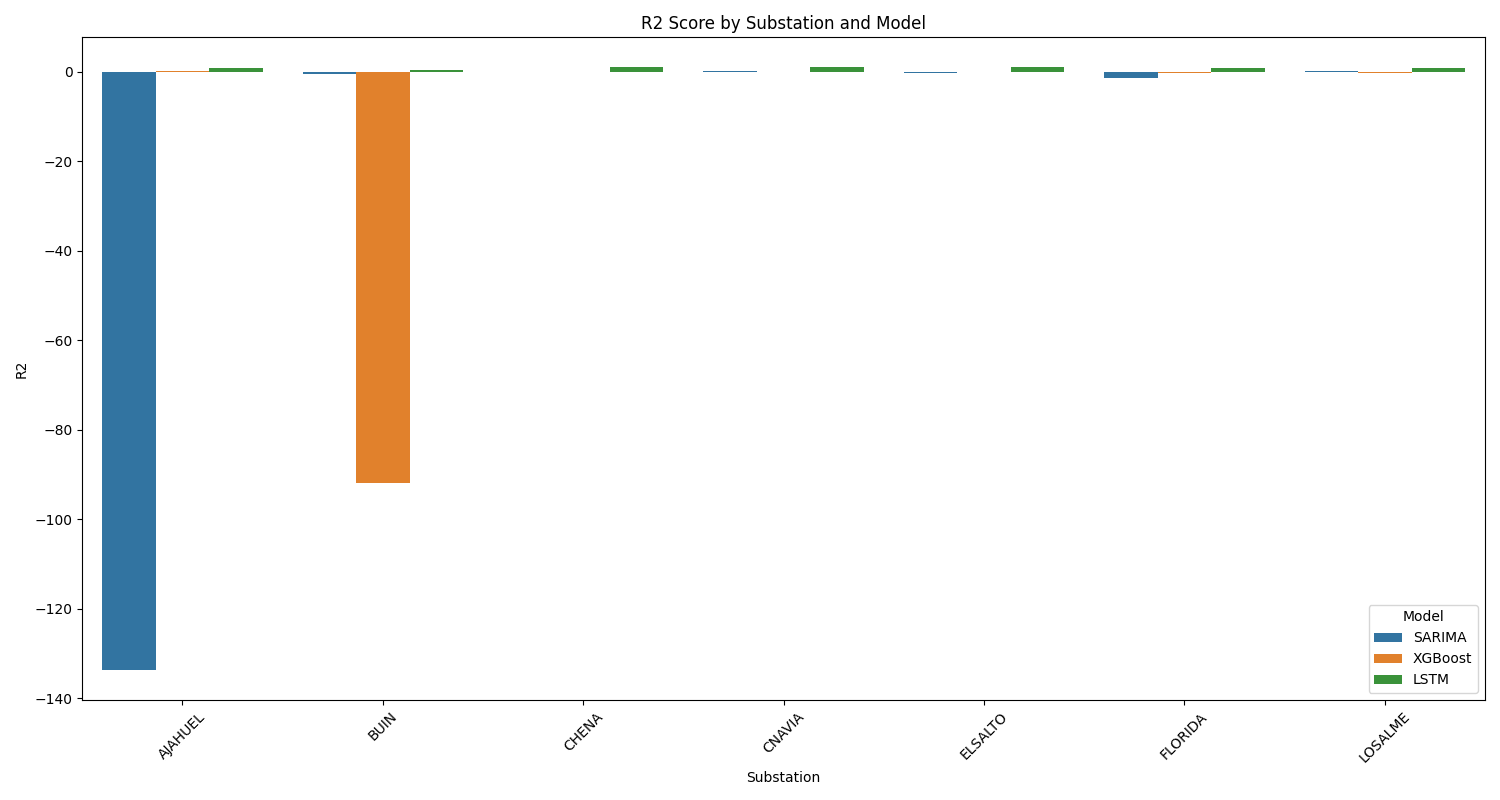 R2 Score by Substation and Model
R2
0
−20
−40
−60
−80
−100
−120
−140
AJAHUEL
BUIN
CHENA
CNAVIA
ELSALTO
FLORIDA
LOSALME
Substation
Model
SARIMA
XGBoost
LSTM